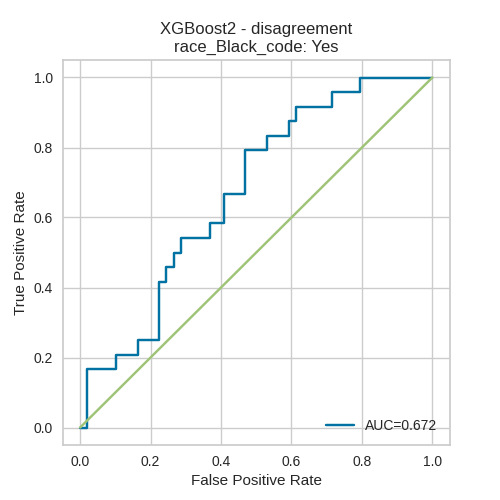 XGBoost2 - disagreement
race_Black_code: Yes
True Positive Rate
1.0
0.8
0.6
0.4
0.2
0.0
AUC=0.672
0.0 0.2 0.4 0.6 0.8 1.0
False Positive Rate